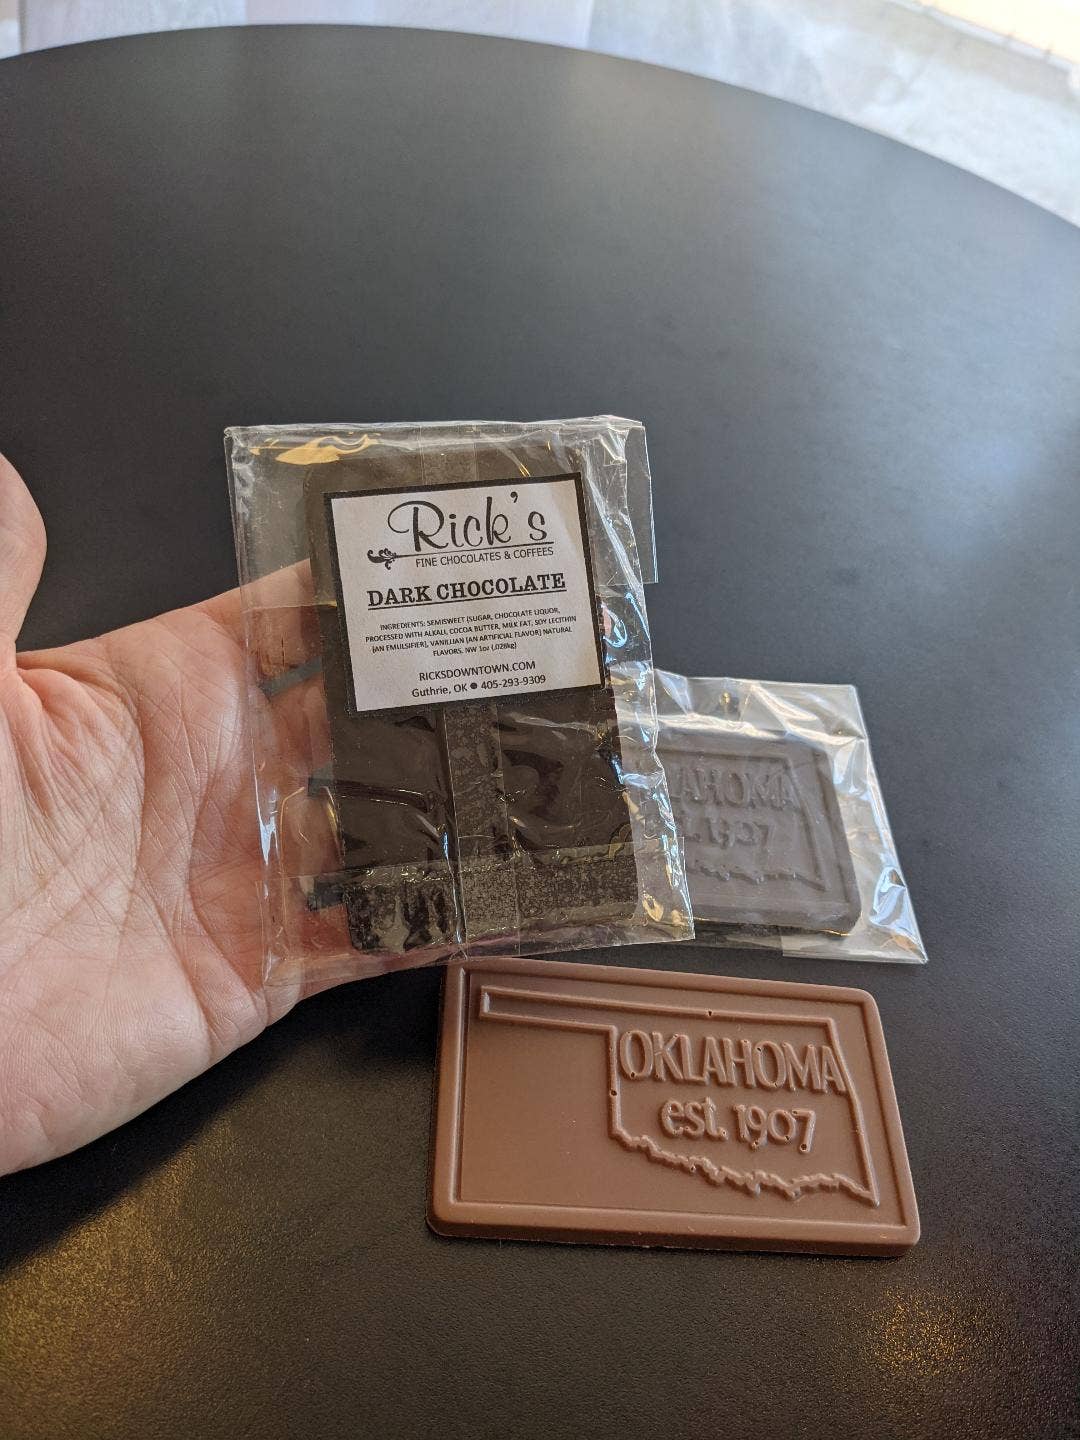 Rick's
FINE CHOCOLATES & COFFEES
DARK CHOCOLATE
INGREDIENTS: SEMISWEET (SUGAR, CHOCOLATE LIQUOR,
PROCESSED WITH ALKALI, COCOA BUTTER, MILK FAT, SOY LECITHIN
(AN EMULSIFIER), VANILLIAN (AN ARTIFICIAL FLAVOR) NATURAL
FLAVORS, NW 1oz (.028kg)
RICKSDOWNTOWN.COM
Guthrie, OK ● 405-293-9309
LAHOMA
t. 1907
OKLAHOMA
est. 1907